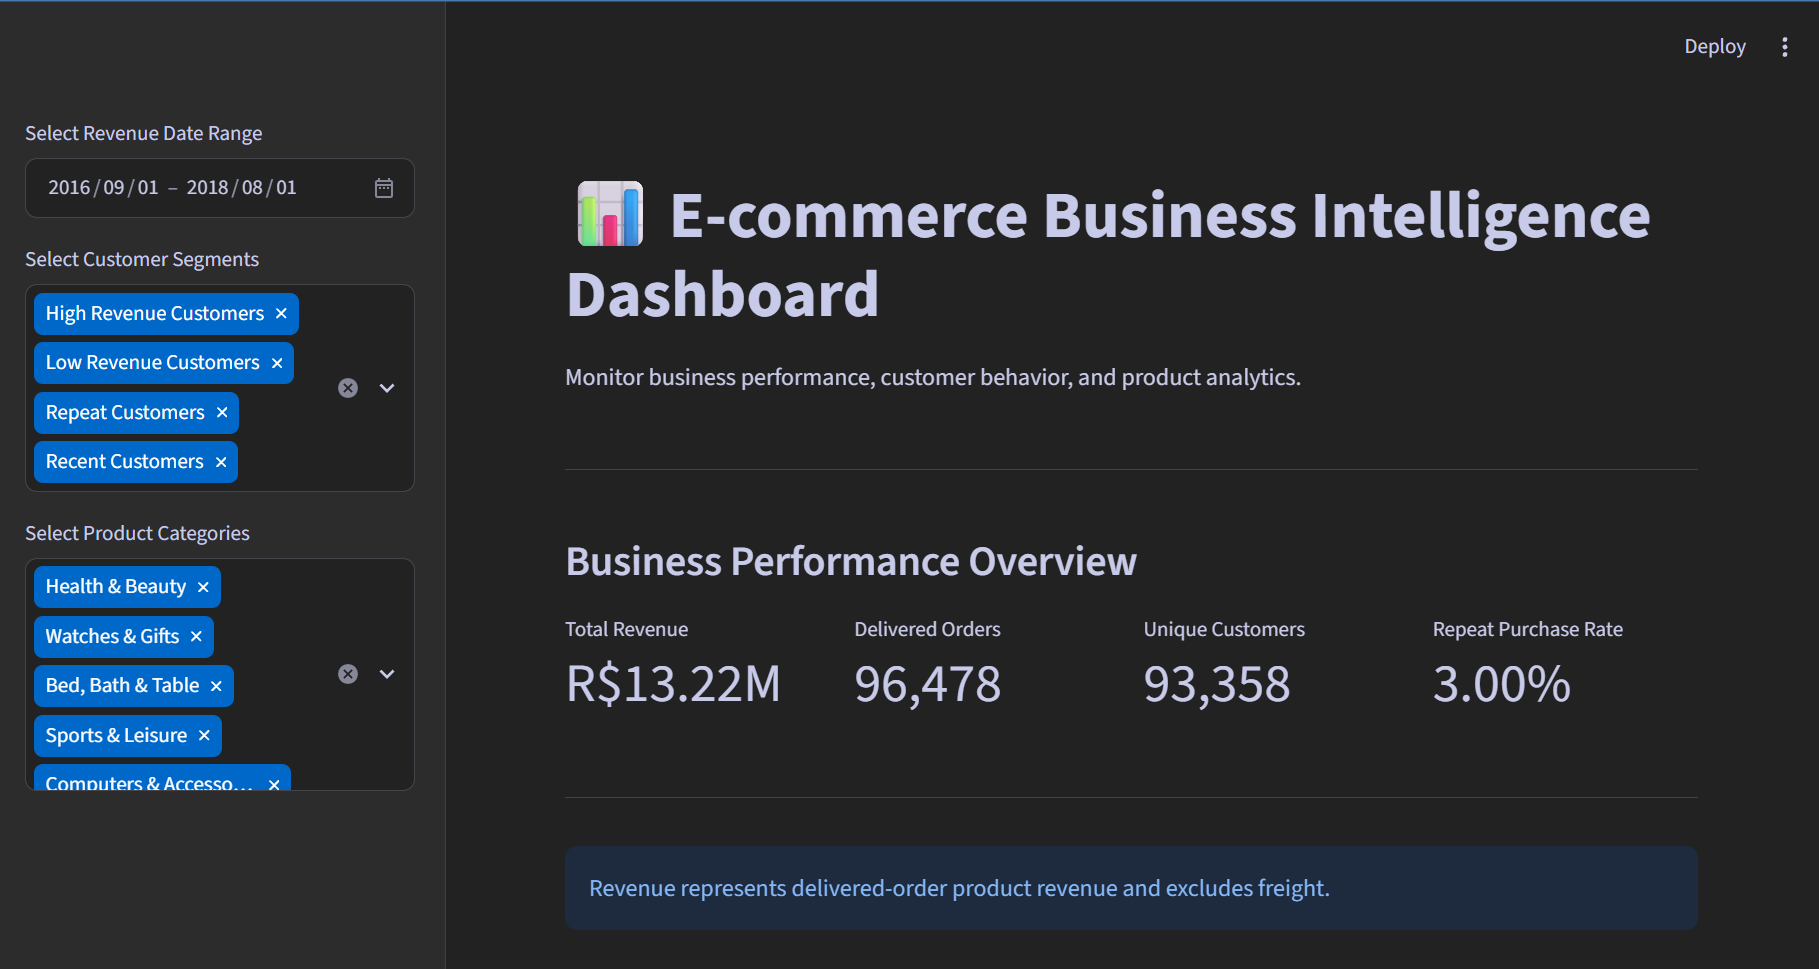 Deploy
Select Revenue Date Range
2016/09/01 – 2018/08/01
Select Customer Segments
High Revenue Customers
Low Revenue Customers
Repeat Customers
Recent Customers
Select Product Categories
Health & Beauty
Watches & Gifts
Bed, Bath & Table
Sports & Leisure
Computers & Accesso...
E-commerce Business Intelligence
Dashboard
Monitor business performance, customer behavior, and product analytics.
Business Performance Overview
Total Revenue
R$13.22M
Delivered Orders
96,478
Unique Customers
93,358
Repeat Purchase Rate
3.00%
Revenue represents delivered-order product revenue and excludes freight.